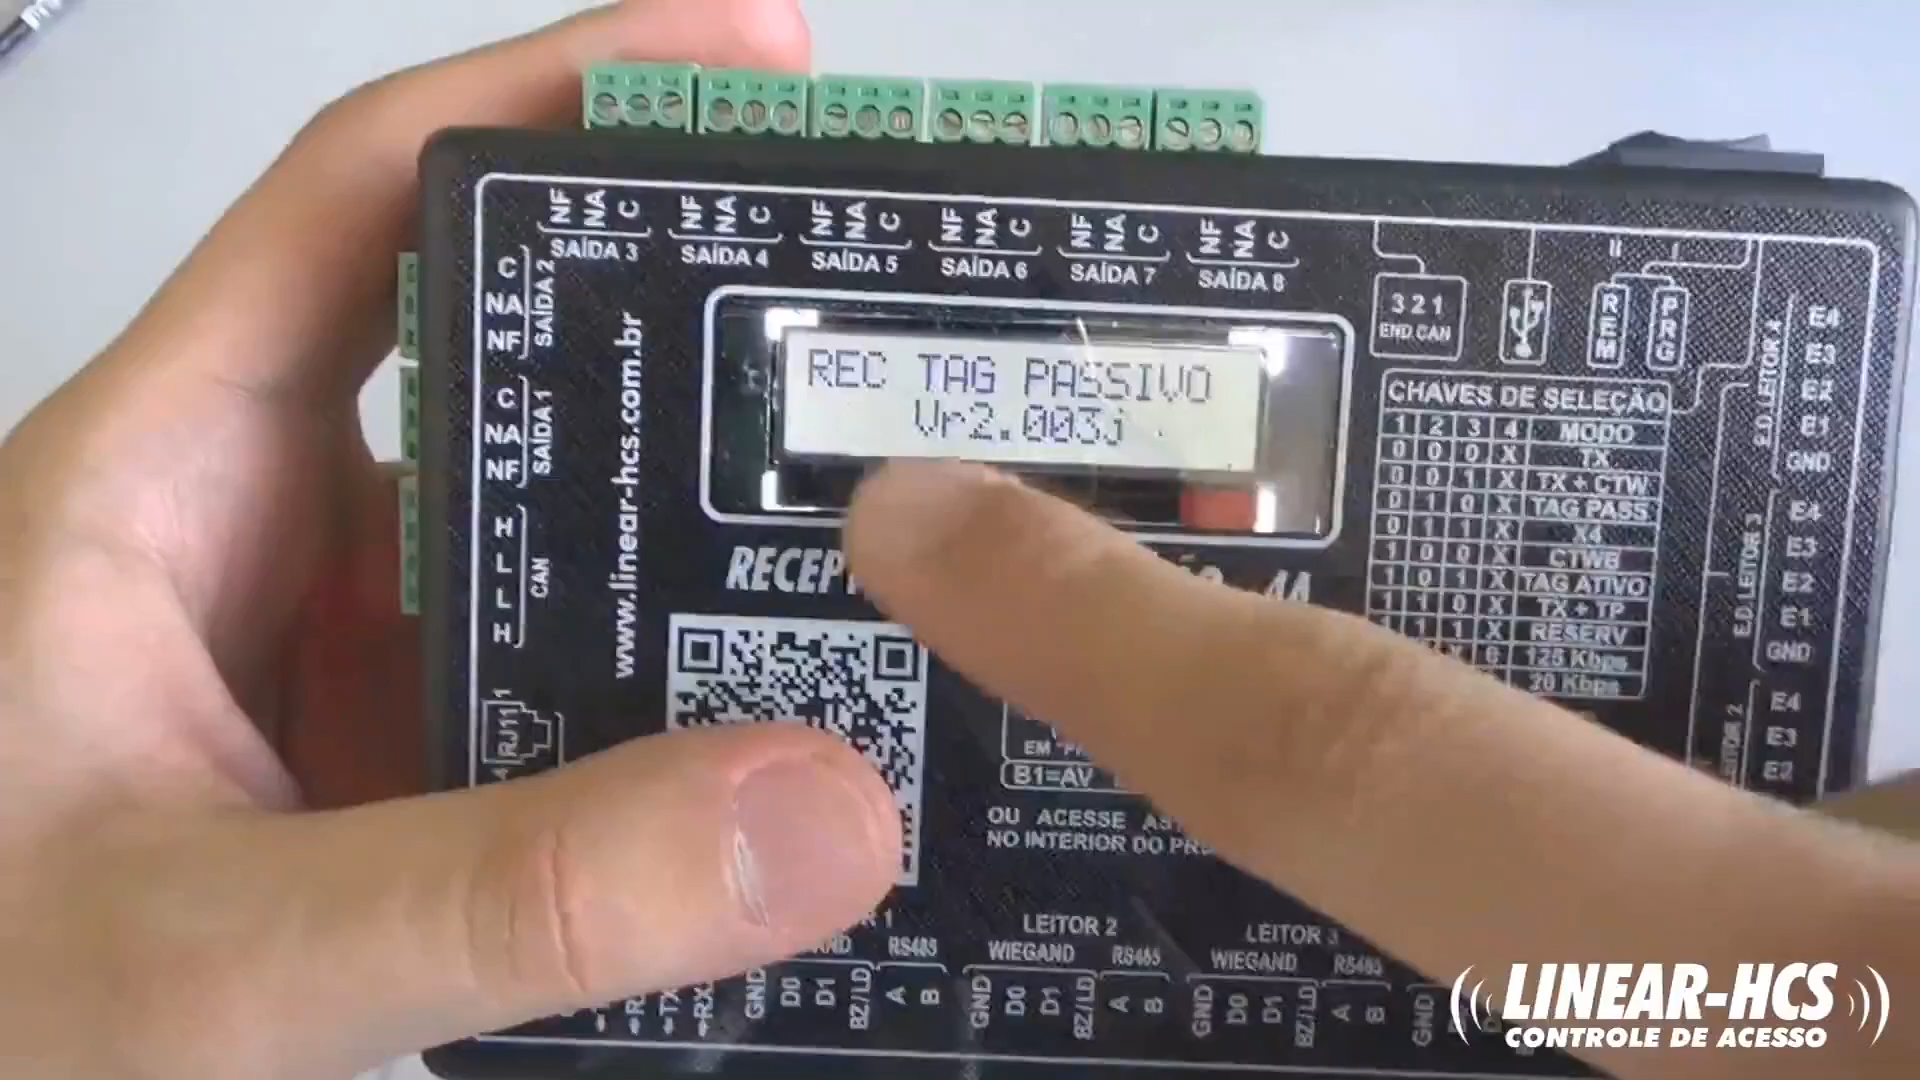 NF NA C
SAÍDA 3
NF NA C
SAÍDA 4
NF NA C
SAÍDA 5
NF NA C
SAÍDA 6
NF NA C
SAÍDA 7
NF NA C
SAÍDA 8
C
NA
NF
SAÍDA 2
C
NA
NF
SAÍDA 1
H
L
L
H
CAN
RJ11
1
4
www.linear-hcs.com.br
REC TAG PASSIVO
Vr2.003j
4A
3 2 1
END CAN
REM
PRG
CHAVES DE SELEÇÃO
1 2 3 4 MODO
0 0 0 X TX
0 0 1 X TX + CTW
0 1 0 X TAG PASS
0 1 1 X X4
1 0 0 X CTWB
1 0 1 X TAG ATIVO
1 1 0 X TX + TP
1 1 1 X RESERV
125 Kbps
20 Kbps
E4
E3
E2
E1
GND
E.D LEITOR 4
E4
E3
E2
E1
GND
E.D LEITOR 3
E4
E3
E2
LEITOR 2
B1=AV
OU ACESSE
NO INTERIOR DO
GND D0 D1 BZ/LD
RS485
A B
LEITOR 2
WIEGAND RS485
GND D0 D1 BZ/LD A B
LEITOR 3
WIEGAND RS485
GND D0 D1 BZ/LD A B
GND
LINEAR-HCS
CONTROLE DE ACESSO